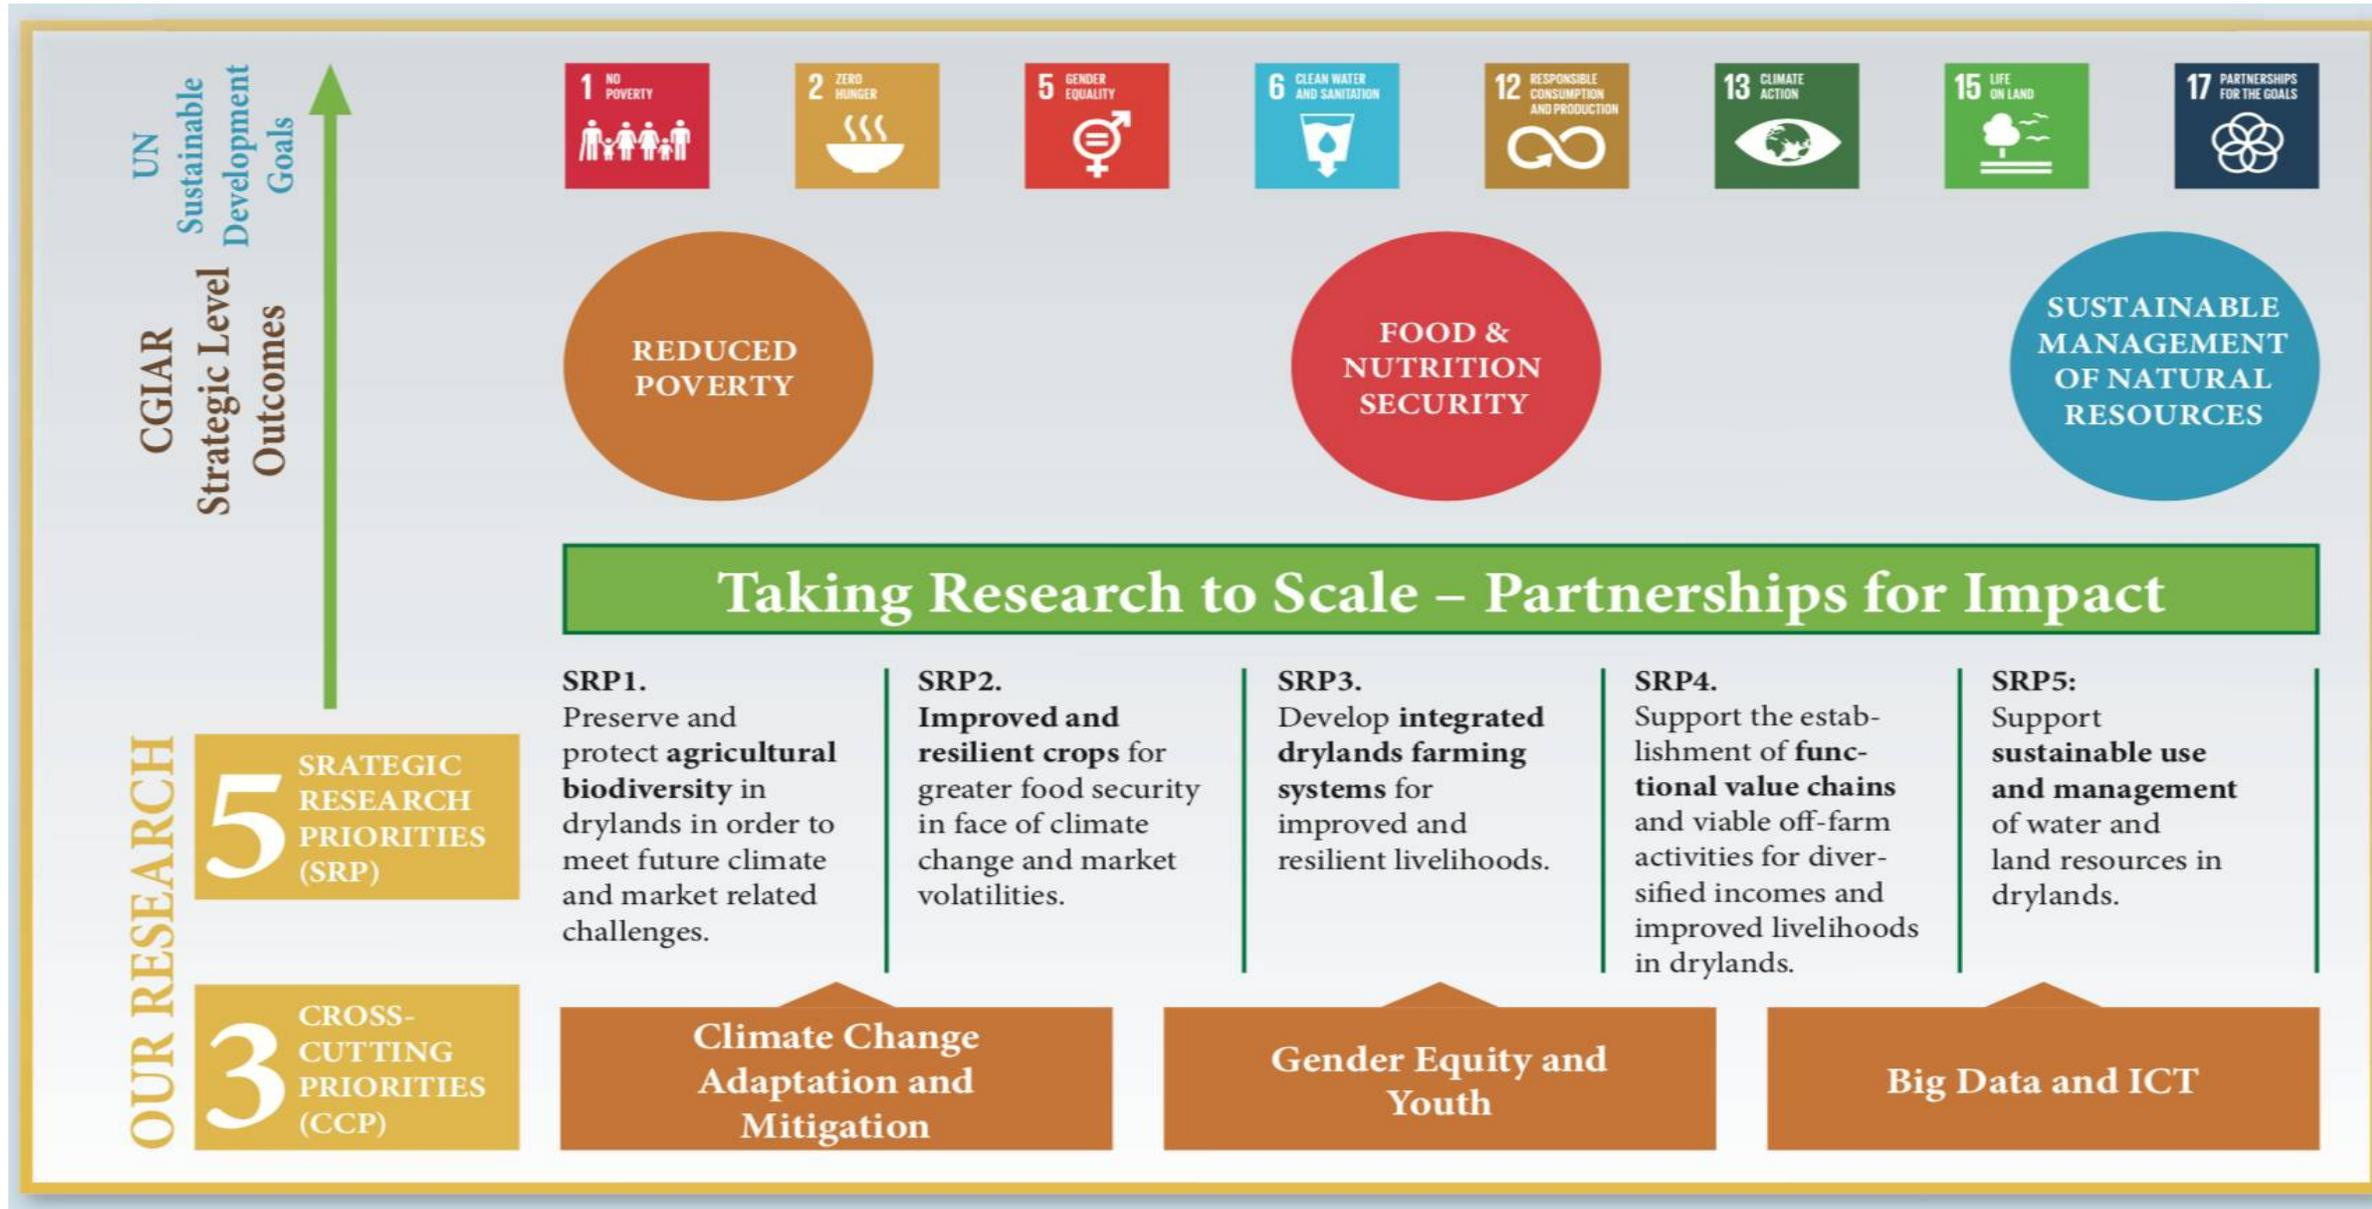 UN
Sustainable
Development
Goals
1 NO
POVERTY
2 ZERO
HUNGER
5 GENDER
EQUALITY
6 CLEAN WATER
AND SANITATION
12 RESPONSIBLE
CONSUMPTION
AND PRODUCTION
13 CLIMATE
ACTION
15 LIFE
ON LAND
17 PARTNERSHIPS
FOR THE GOALS
CGIAR
Strategic Level
Outcomes
REDUCED
POVERTY
FOOD &
NUTRITION
SECURITY
SUSTAINABLE
MANAGEMENT
OF NATURAL
RESOURCES
Taking Research to Scale – Partnerships for Impact
OUR RESEARCH
5
SRATEGIC
RESEARCH
PRIORITIES
(SRP)
SRP1.
Preserve and
protect agricultural
biodiversity in
drylands in order to
meet future climate
and market related
challenges.
SRP2.
Improved and
resilient crops for
greater food security
in face of climate
change and market
volatilities.
SRP3.
Develop integrated
drylands farming
systems for
improved and
resilient livelihoods.
SRP4.
Support the estab-
lishment of func-
tional value chains
and viable off-farm
activities for diver-
sified incomes and
improved livelihoods
in drylands.
SRP5:
Support
sustainable use
and management
of water and
land resources in
drylands.
3
CROSS-
CUTTING
PRIORITIES
(CCP)
Climate Change
Adaptation and
Mitigation
Gender Equity and
Youth
Big Data and ICT